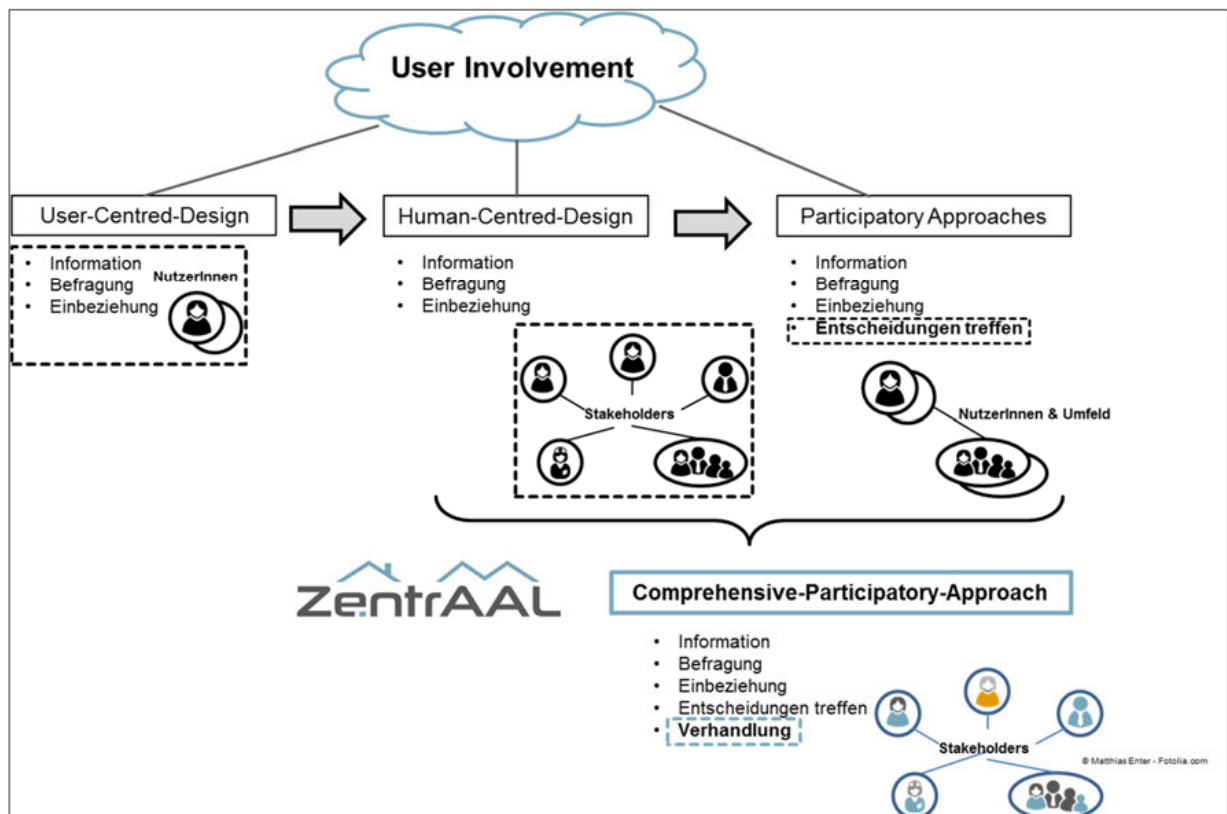 User Involvement
User-Centred-Design
Human-Centred-Design
Participatory Approaches
• Information
• Befragung
• Einbeziehung
NutzerInnen
• Information
• Befragung
• Einbeziehung
Stakeholders
• Information
• Befragung
• Einbeziehung
• Entscheidungen treffen
NutzerInnen & Umfeld
ZentrAAL
Comprehensive-Participatory-Approach
• Information
• Befragung
• Einbeziehung
• Entscheidungen treffen
• Verhandlung
Stakeholders
© Matthias Enter - Fotolia.com